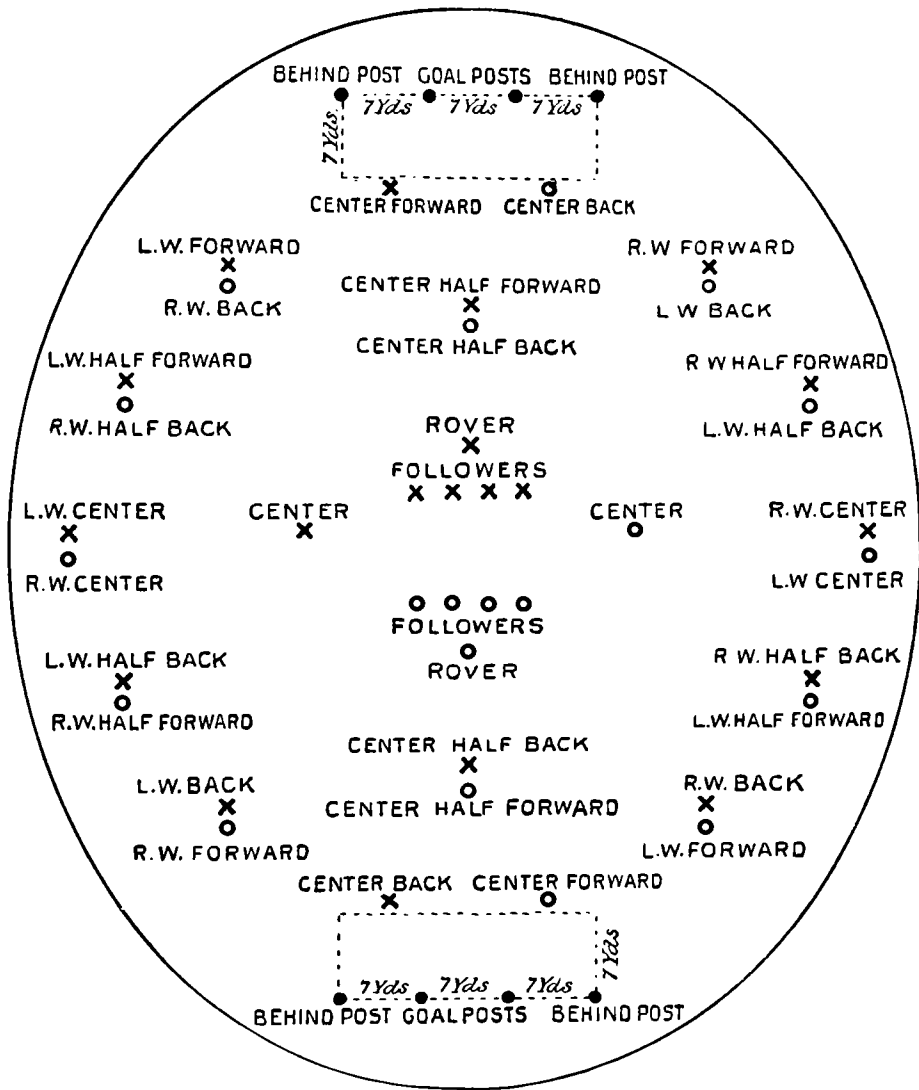 BEHIND POST GOAL POSTS BEHIND POST
7 Yds 7 Yds 7 Yds
7 Yds
CENTER FORWARD CENTER BACK
L.W. FORWARD R.W FORWARD
CENTER HALF FORWARD
R.W. BACK L W BACK
CENTER HALF BACK
L.W. HALF FORWARD R W HALF FORWARD
R.W. HALF BACK ROVER L.W. HALF BACK
FOLLOWERS
L.W. CENTER CENTER CENTER R.W. CENTER
R.W. CENTER L.W CENTER
FOLLOWERS
L.W. HALF BACK ROVER R W. HALF BACK
R.W. HALF FORWARD L.W. HALF FORWARD
CENTER HALF BACK
L.W. BACK R.W. BACK
CENTER HALF FORWARD
R.W. FORWARD L.W. FORWARD
CENTER BACK CENTER FORWARD
7 Yds
7 Yds 7 Yds 7 Yds
BEHIND POST GOAL POSTS BEHIND POST